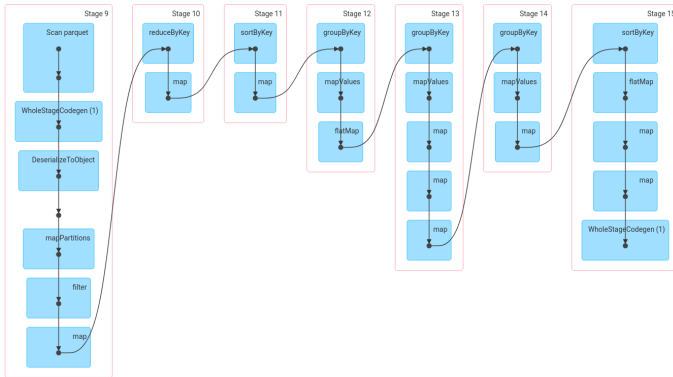 Stage 9
Scan parquet
WholeStageCodegen (1)
DeserializeToObject
mapPartitions
filter
map
Stage 10
reduceByKey
map
Stage 11
sortByKey
map
Stage 12
groupByKey
mapValues
flatMap
Stage 13
groupByKey
mapValues
map
map
map
Stage 14
groupByKey
mapValues
map
Stage 15
sortByKey
flatMap
map
map
WholeStageCodegen (1)